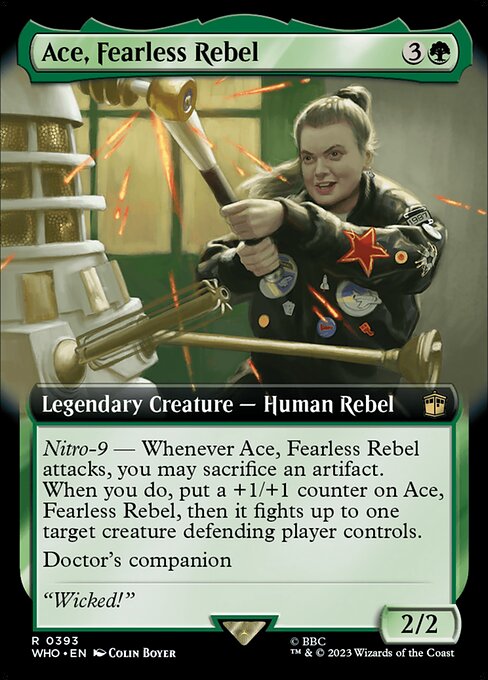 Ace, Fearless Rebel 3
Legendary Creature — Human Rebel
Nitro-9 — Whenever Ace, Fearless Rebel
attacks, you may sacrifice an artifact.
When you do, put a +1/+1 counter on Ace,
Fearless Rebel, then it fights up to one
target creature defending player controls.
Doctor's companion
“Wicked!”
2/2
R 0393
WHO • EN Colin Boyer
© BBC
™ & © 2023 Wizards of the Coast